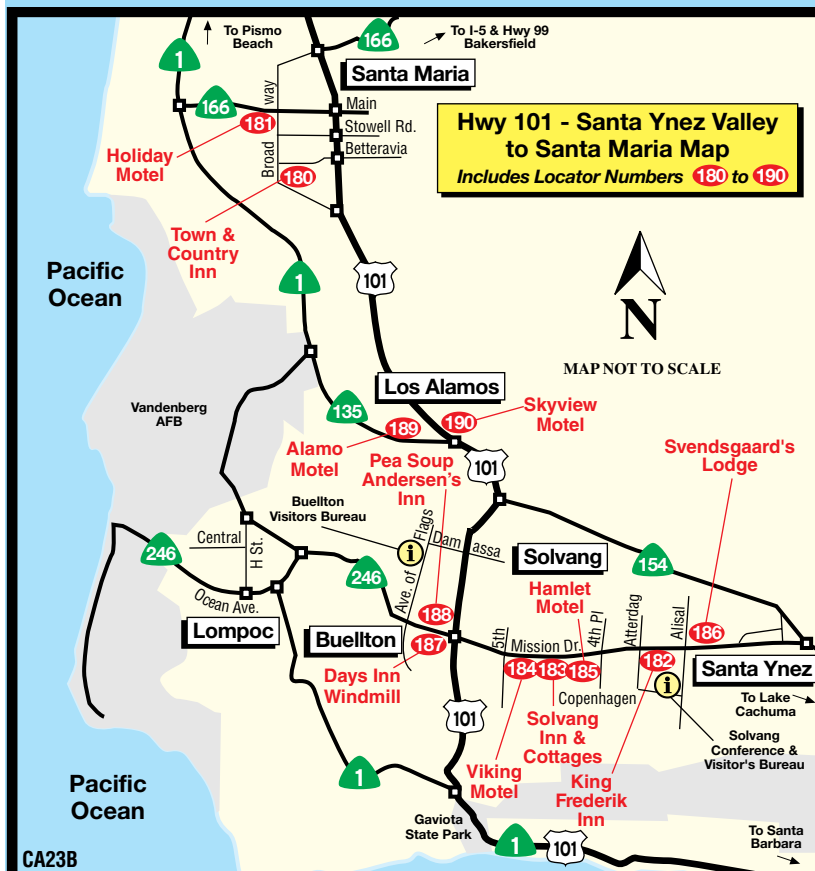 To Pismo
Beach
To I-5 & Hwy 99
Bakersfield
1
166
Santa Maria
166
way
Main
181
Stowell Rd.
Holiday
Motel
Broad
Betteravia
180
Hwy 101 - Santa Ynez Valley
to Santa Maria Map
Includes Locator Numbers 180 to 190
Town &
Country
Inn
Pacific
Ocean
1
101
N
MAP NOT TO SCALE
Los Alamos
Vandenberg
AFB
135
189
190
Skyview
Motel
Alamo
Motel
Pea Soup
Andersen's
Inn
101
Svendsgaard's
Lodge
Buellton
Visitors Bureau
i
Ave. of Flags
Dam assa
Central
H St.
246
Ocean Ave.
Solvang
154
246
Hamlet
Motel
Lompoc
Buellton
188
187
5th
Mission Dr.
4th Pl
Atterdag
Alisal
186
184
183
185
182
Santa Ynez
Days Inn
Windmill
Copenhagen
i
To Lake
Cachuma
101
Solvang
Inn &
Cottages
Solvang
Conference &
Visitor's Bureau
Viking
Motel
King
Frederik
Inn
1
Pacific
Ocean
Gaviota
State Park
1
101
To Santa
Barbara
CA23B